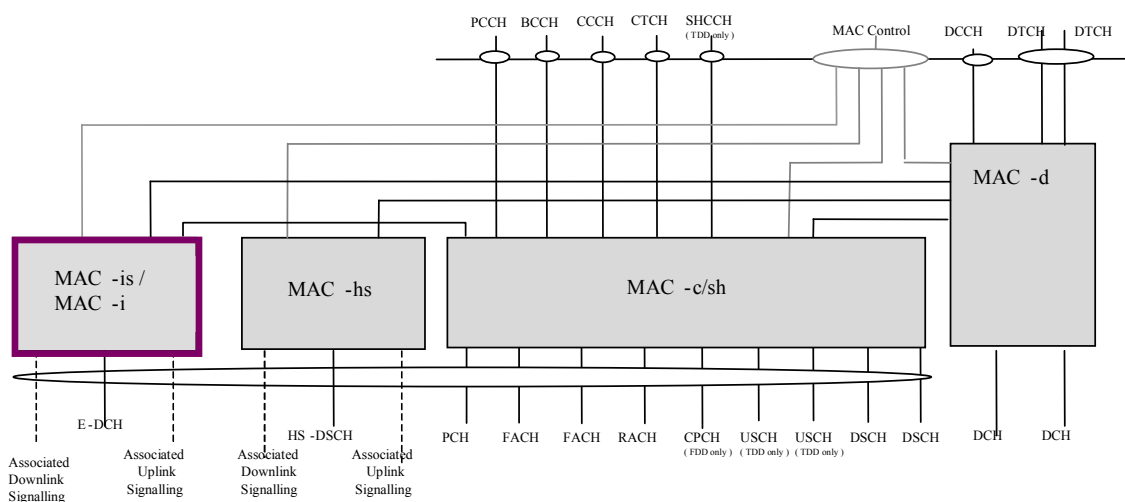 PCCH BCCH CCCH CTCH SHCCH MAC Control DCCH DTCH DTCH
( TDD only )
MAC -d
MAC -is /
MAC -i
MAC -hs
MAC -c/sh
E -DCH
HS -DSCH
PCH FACH FACH RACH CPCH USCH USCH DSCH DSCH DCH DCH
( FDD only ) ( TDD only ) ( TDD only )
Associated
Downlink
Signalling
Associated
Uplink
Signalling
Associated
Downlink
Signalling
Associated
Uplink
Signalling